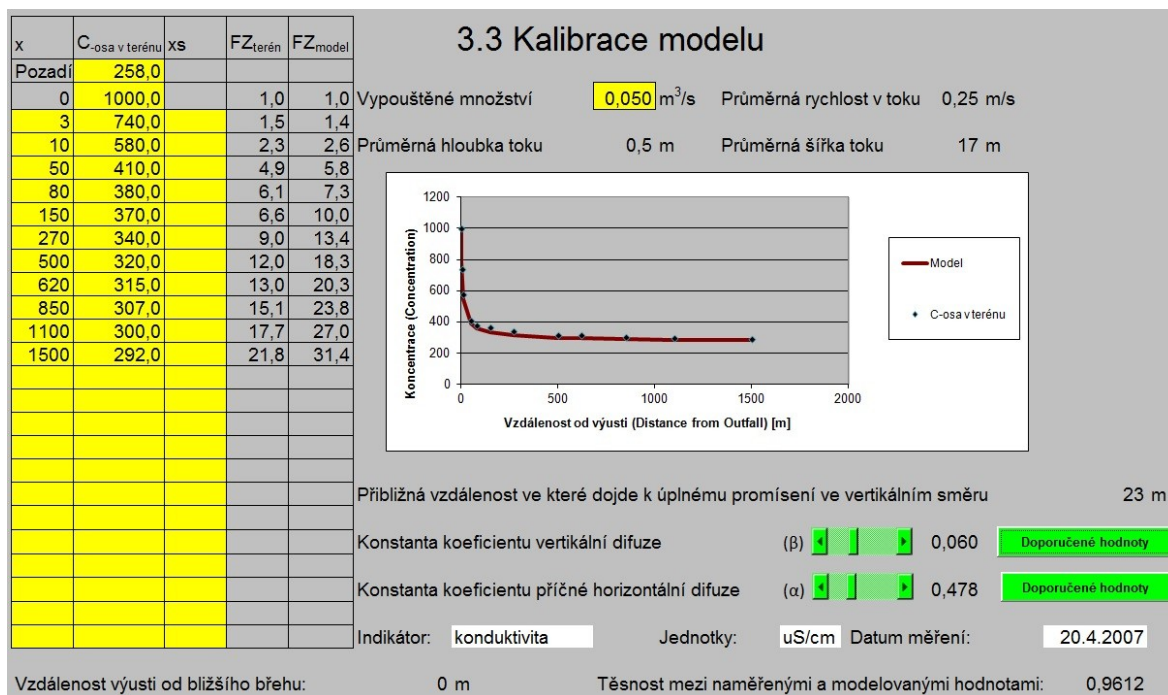 3.3 Kalibrace modelu
x C-osa v terénu xs FZterén FZmodel
Pozadí 258,0
0 1000,0 1,0 1,0
3 740,0 1,5 1,4
10 580,0 2,3 2,6
50 410,0 4,9 5,8
80 380,0 6,1 7,3
150 370,0 6,6 10,0
270 340,0 9,0 13,4
500 320,0 12,0 18,3
620 315,0 13,0 20,3
850 307,0 15,1 23,8
1100 300,0 17,7 27,0
1500 292,0 21,8 31,4
Vypouštěné množství 0,050 m³/s Průměrná rychlost v toku 0,25 m/s
Průměrná hloubka toku 0,5 m Průměrná šířka toku 17 m
Koncentrace (Concentration)
1200
1000
800
600
400
200
0
0 500 1000 1500 2000
Vzdálenost od výusti (Distance from Outfall) [m]
Model
C-osa v terénu
Přibližná vzdálenost ve které dojde k úplnému promísení ve vertikálním směru 23 m
Konstanta koeficientu vertikální difuze (β) 0,060 Doporučené hodnoty
Konstanta koeficientu příčné horizontální difuze (α) 0,478 Doporučené hodnoty
Indikátor: konduktivita Jednotky: uS/cm Datum měření: 20.4.2007
Vzdálenost výusti od bližšího břehu: 0 m Těsnost mezi naměřenými a modelovanými hodnotami: 0,9612